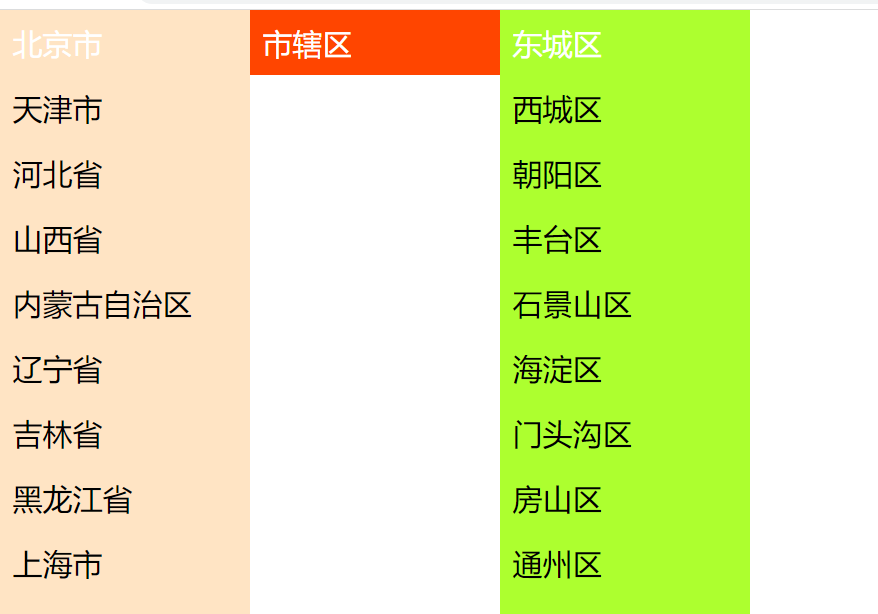 北京市
天津市
河北省
山西省
内蒙古自治区
辽宁省
吉林省
黑龙江省
上海市
市辖区
东城区
西城区
朝阳区
丰台区
石景山区
海淀区
门头沟区
房山区
通州区